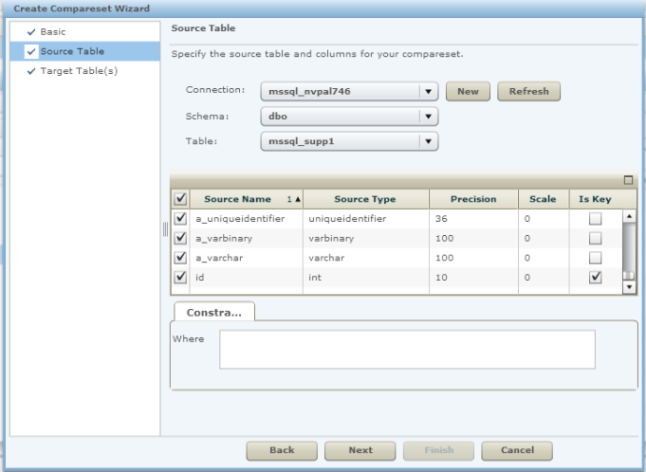 Create Compareset Wizard
Basic
Source Table
Target Table(s)
Source Table
Specify the source table and columns for your compareset.
Connection: mssql_nvpal746 New Refresh
Schema: dbo
Table: mssql_supp1
Source Name 1 Source Type Precision Scale Is Key
a_uniqueidentifier uniqueidentifier 36 0
a_varbinary varbinary 100 0
a_varchar varchar 100 0
id int 10 0
Constra...
Where
Back Next Finish Cancel